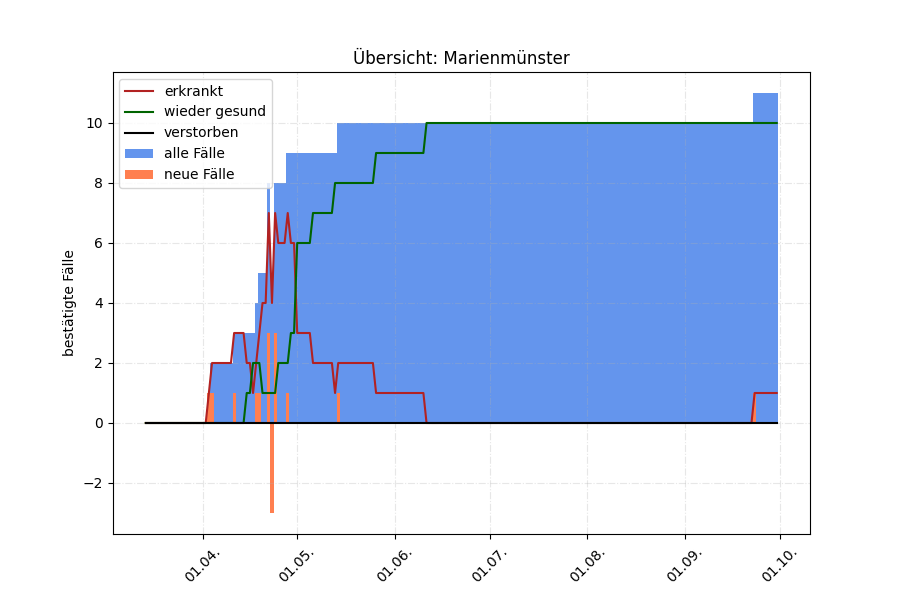 Übersicht: Marienmünster
erkrankt
wieder gesund
verstorben
alle Fälle
neue Fälle
bestätigte Fälle
10
8
6
4
2
0
−2
01.04.
01.05.
01.06.
01.07.
01.08.
01.09.
01.10.